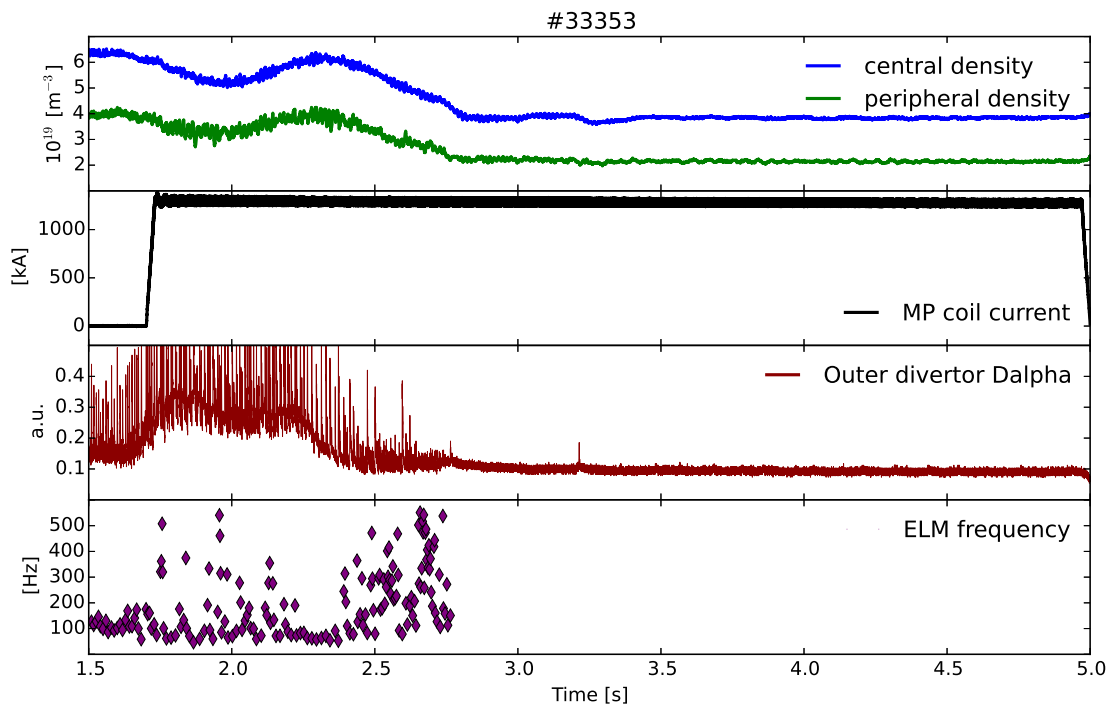 #33353
6
5
4
3
2
10¹⁹ [m⁻³]
central density
peripheral density
1000
500
0
[kA]
MP coil current
0.4
0.3
0.2
0.1
a.u.
Outer divertor Dalpha
500
400
300
200
100
[Hz]
ELM frequency
1.5 2.0 2.5 3.0 3.5 4.0 4.5 5.0
Time [s]